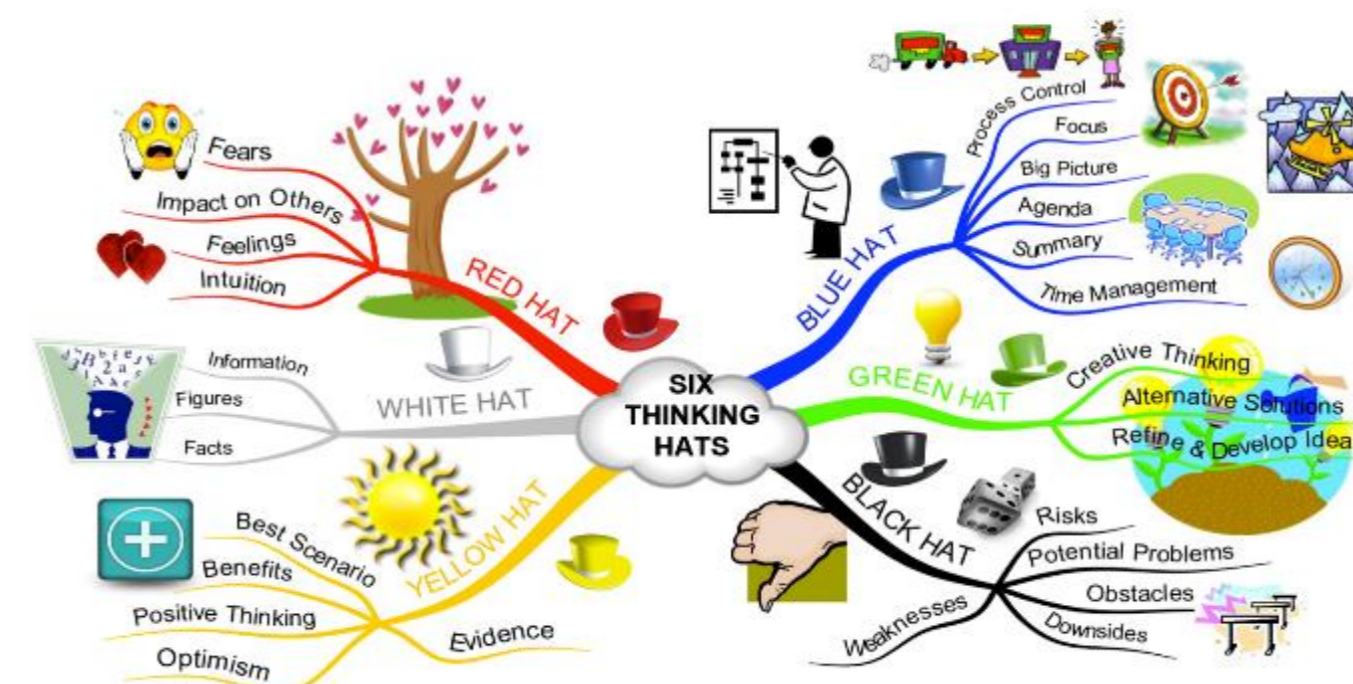 SIX
THINKING
HATS
RED HAT
Fears
Impact on Others
Feelings
Intuition
WHITE HAT
Information
Figures
Facts
YELLOW HAT
Best Scenario
Benefits
Positive Thinking
Optimism
Evidence
BLUE HAT
Process Control
Focus
Big Picture
Agenda
Summary
Time Management
GREEN HAT
Creative Thinking
Alternative Solutions
Refine & Develop Idea
BLACK HAT
Risks
Potential Problems
Obstacles
Downsides
Weaknesses